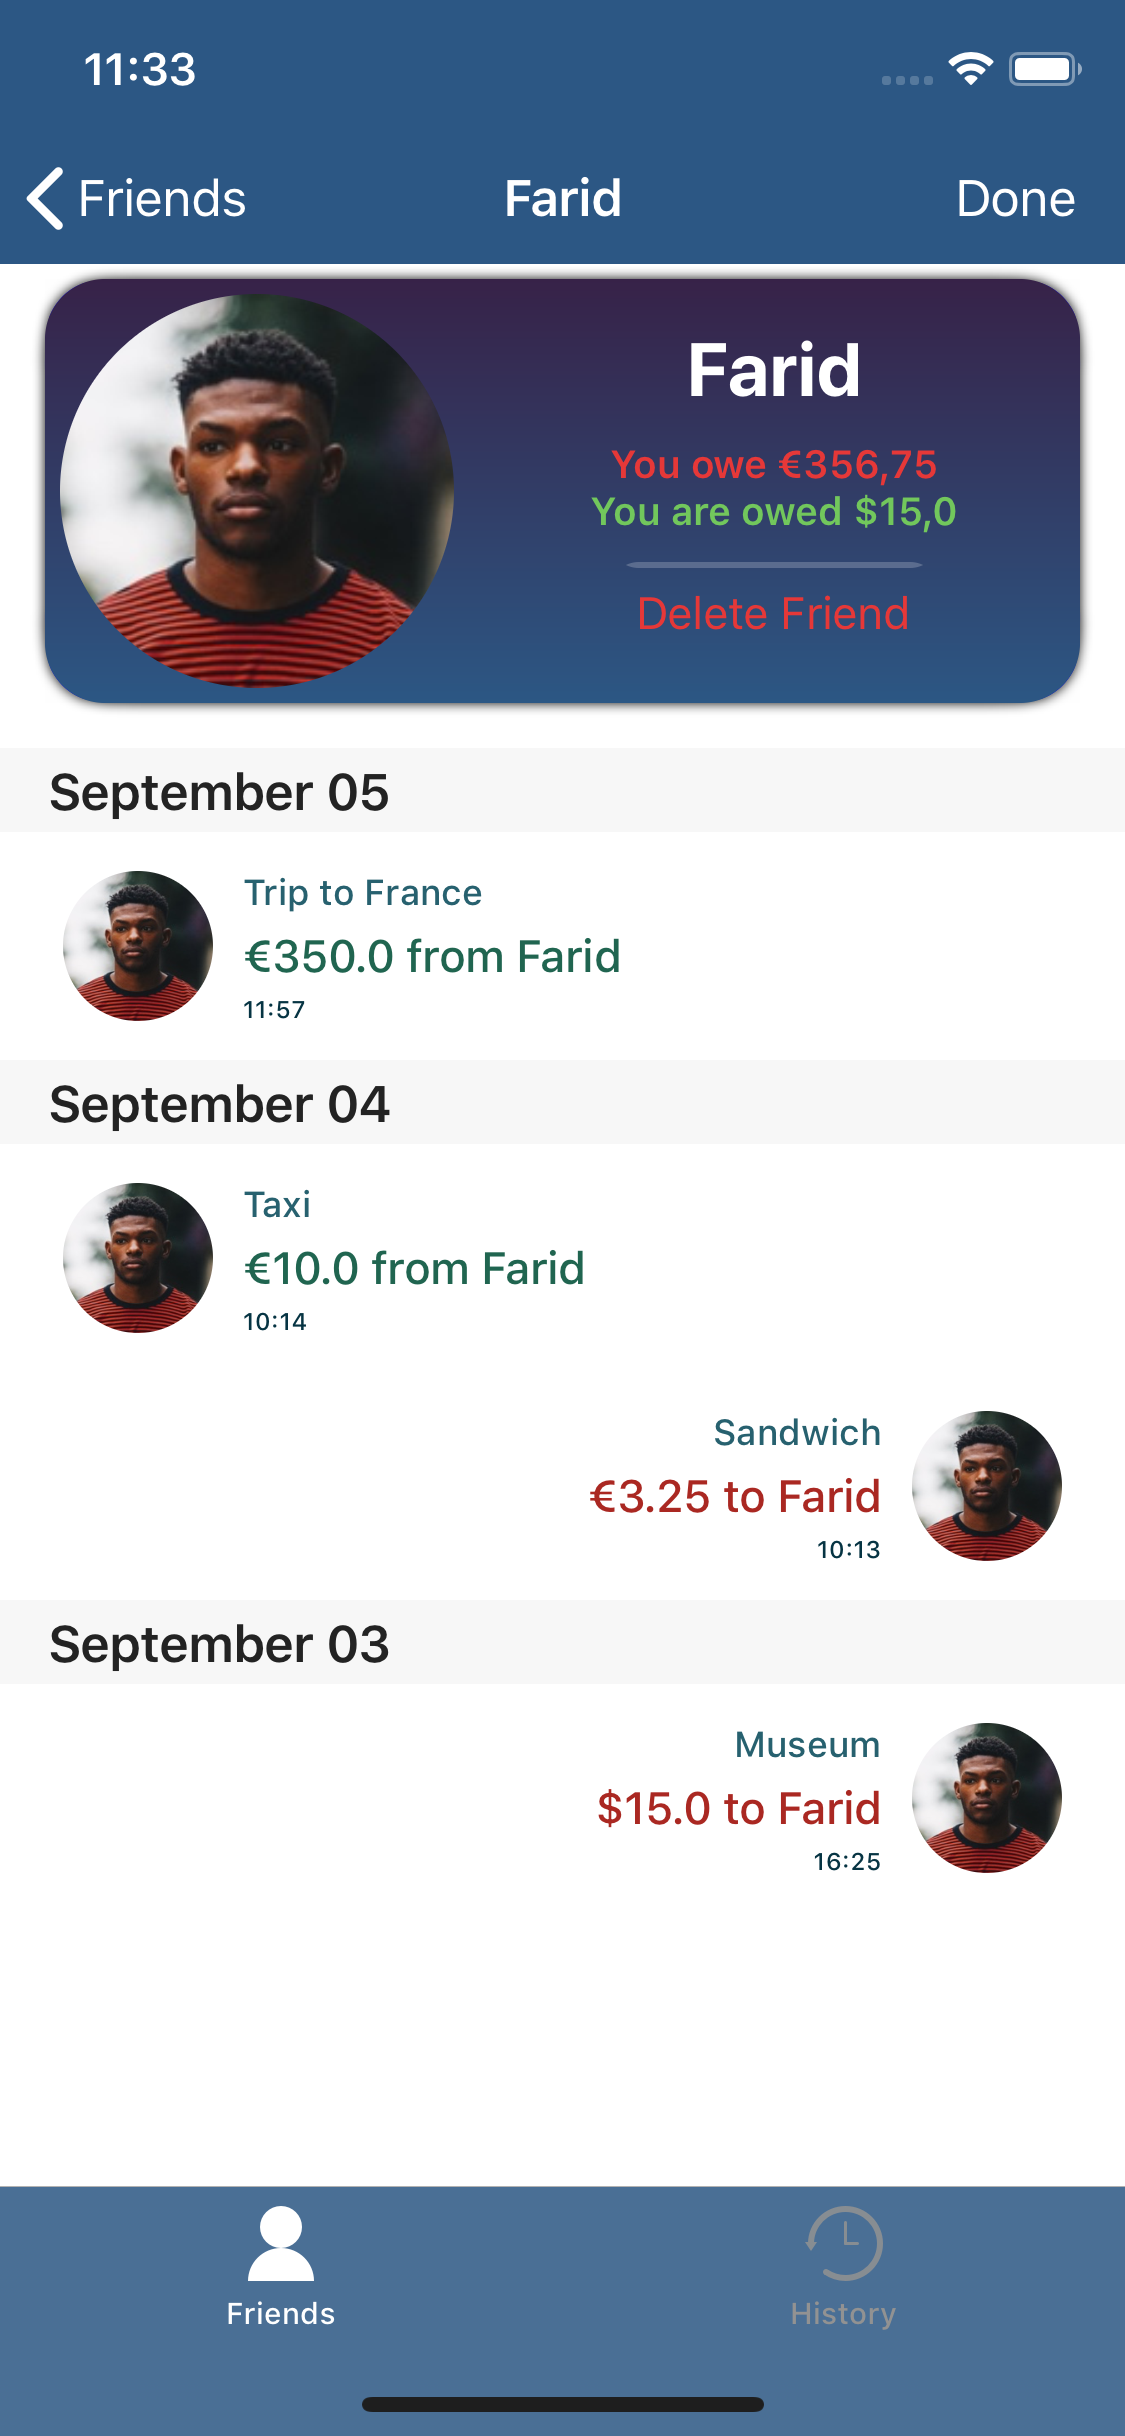 11:33
Friends
Farid
Done
Farid
You owe €356,75
You are owed $15,0
Delete Friend
September 05
Trip to France
€350.0 from Farid
11:57
September 04
Taxi
€10.0 from Farid
10:14
Sandwich
€3.25 to Farid
10:13
September 03
Museum
$15.0 to Farid
16:25
Friends
History